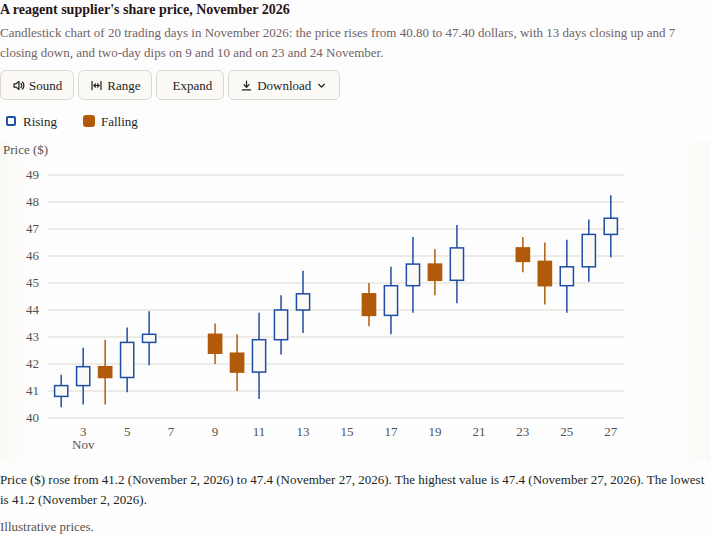 A reagent supplier's share price, November 2026
Candlestick chart of 20 trading days in November 2026: the price rises from 40.80 to 47.40 dollars, with 13 days closing up and 7
closing down, and two-day dips on 9 and 10 and on 23 and 24 November.
Sound Range Expand Download
Rising Falling
Price ($)
49
48
47
46
45
44
43
42
41
40
3 5 7 9 11 13 15 17 19 21 23 25 27
Nov
Price ($) rose from 41.2 (November 2, 2026) to 47.4 (November 27, 2026). The highest value is 47.4 (November 27, 2026). The lowest
is 41.2 (November 2, 2026).
Illustrative prices.